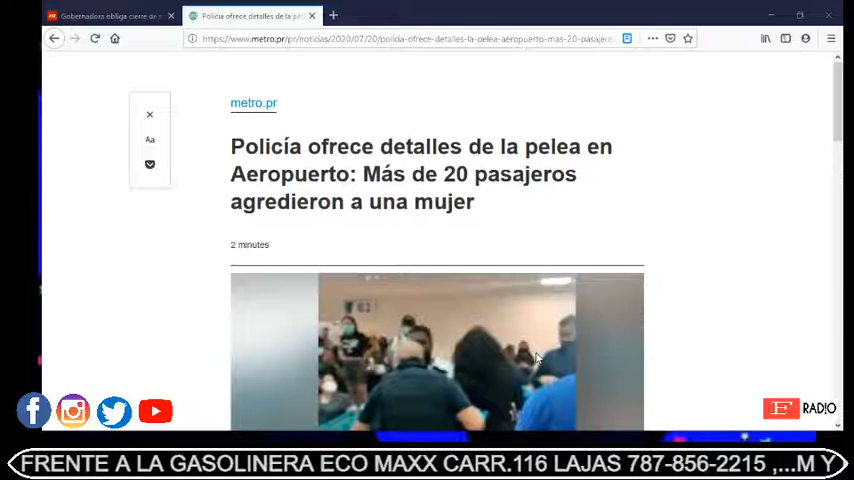 Gobernadora obliga cierre de
Policía ofrece detalles de la
https://www.metro.pr/pr/noticias/2020/07/20/policia-ofrece-detalles-la-pelea-aeropuerto-mas-20-pasajero
metro.pr
Aa
Policía ofrece detalles de la pelea en
Aeropuerto: Más de 20 pasajeros
agredieron a una mujer
2 minutes
F RADIO
FRENTE A LA GASOLINERA ECO MAXX CARR.116 LAJAS 787-856-2215 ,...M Y